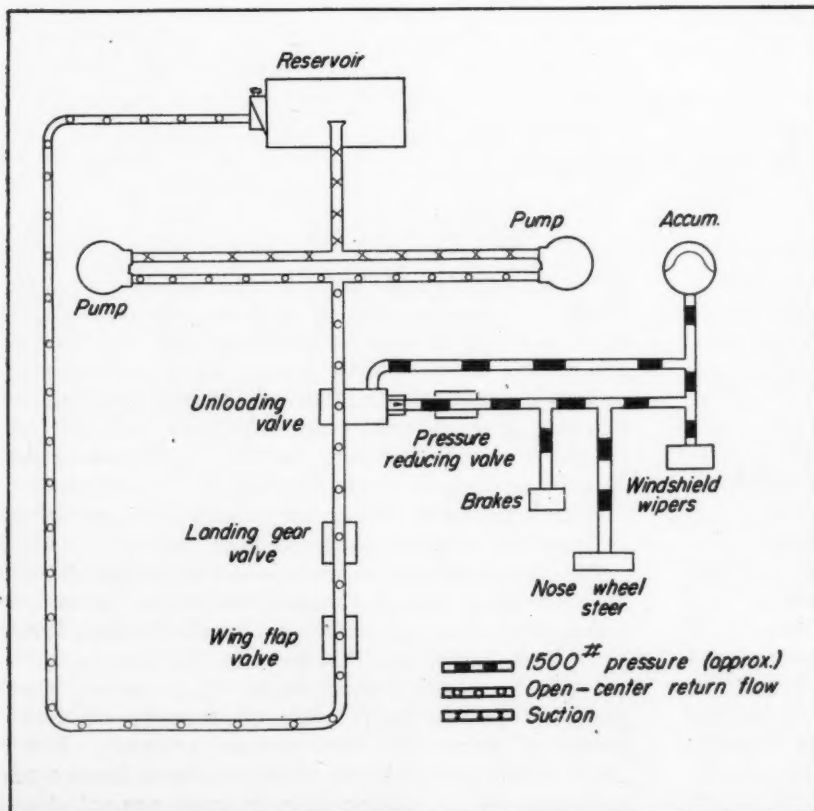 Reservoir
Pump
Accum.
Pump
Unloading
valve
Pressure
reducing valve
Windshield
wipers
Brakes
Landing gear
valve
Nose wheel
steer
Wing flap
valve
1500# pressure (approx.)
Open-center return flow
Suction